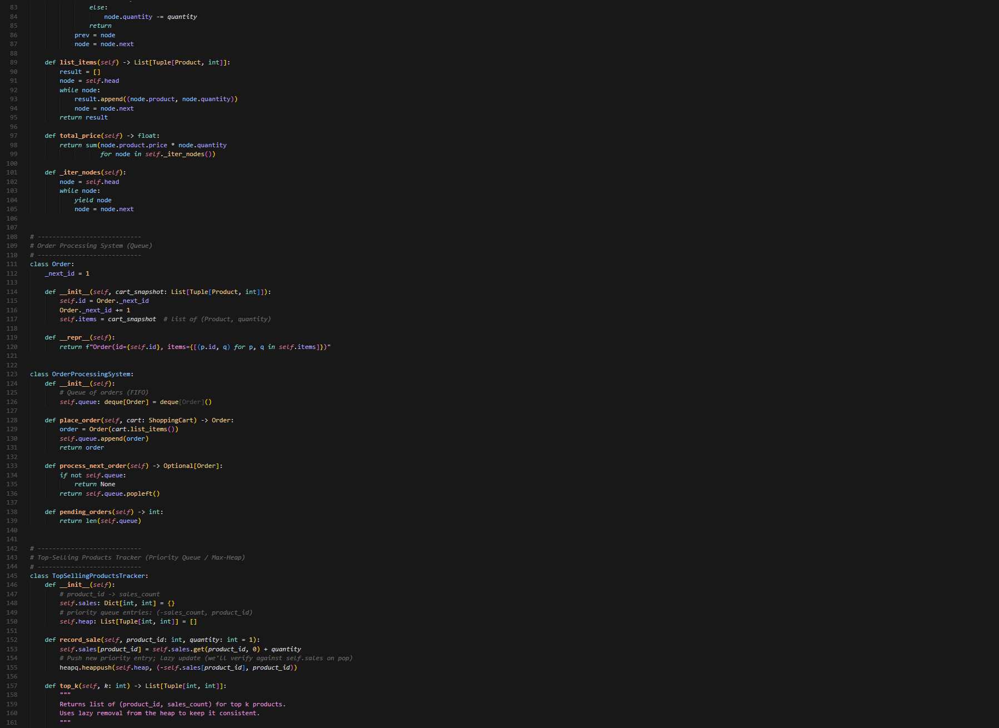 83 else:
84 node.quantity -= quantity
85 return
86 prev = node
87 node = node.next
88
89 def list_items(self) -> List[Tuple[Product, int]]:
90 result = []
91 node = self.head
92 while node:
93 result.append((node.product, node.quantity))
94 node = node.next
95 return result
96
97 def total_price(self) -> float:
98 return sum(node.product.price * node.quantity
99 for node in self._iter_nodes())
100
101 def _iter_nodes(self):
102 node = self.head
103 while node:
104 yield node
105 node = node.next
106
107
108 # ----------------------------
109 # Order Processing System (Queue)
110 # ----------------------------
111 class Order:
112 _next_id = 1
113
114 def __init__(self, cart_snapshot: List[Tuple[Product, int]]):
115 self.id = Order._next_id
116 Order._next_id += 1
117 self.items = cart_snapshot # list of (Product, quantity)
118
119 def __repr__(self):
120 return f"Order(id={self.id}, items={[(p.id, q) for p, q in self.items]})"
121
122
123 class OrderProcessingSystem:
124 def __init__(self):
125 # Queue of orders (FIFO)
126 self.queue: deque[Order] = deque[Order]()
127
128 def place_order(self, cart: ShoppingCart) -> Order:
129 order = Order(cart.list_items())
130 self.queue.append(order)
131 return order
132
133 def process_next_order(self) -> Optional[Order]:
134 if not self.queue:
135 return None
136 return self.queue.popleft()
137
138 def pending_orders(self) -> int:
139 return len(self.queue)
140
141
142 # ----------------------------
143 # Top-Selling Products Tracker (Priority Queue / Max-Heap)
144 # ----------------------------
145 class TopSellingProductsTracker:
146 def __init__(self):
147 # product_id -> sales_count
148 self.sales: Dict[int, int] = {}
149 # priority queue entries: (-sales_count, product_id)
150 self.heap: List[Tuple[int, int]] = []
151
152 def record_sale(self, product_id: int, quantity: int = 1):
153 self.sales[product_id] = self.sales.get(product_id, 0) + quantity
154 # Push new priority entry; lazy update (we'll verify against self.sales on pop)
155 heapq.heappush(self.heap, (-self.sales[product_id], product_id))
156
157 def top_k(self, k: int) -> List[Tuple[int, int]]:
158 """
159 Returns list of (product_id, sales_count) for top k products.
160 Uses lazy removal from the heap to keep it consistent.
161 """